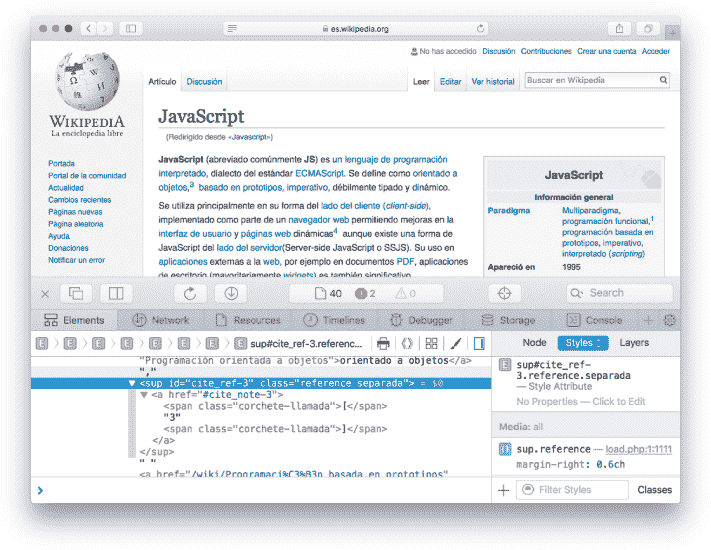 es.wikipedia.org
No has accedido Discusión Contribuciones Crear una cuenta Acceder
Artículo Discusión Leer Editar Ver historial Buscar en Wikipedia
WIKIPEDIA
La enciclopedia libre
Portada
Portal de la comunidad
Actualidad
Cambios recientes
Páginas nuevas
Página aleatoria
Ayuda
Donaciones
Notificar un error
JavaScript
(Redirigido desde «Javascript»)
JavaScript (abreviado comúnmente JS) es un lenguaje de programación
interpretado, dialecto del estándar ECMAScript. Se define como orientado a
objetos,3 basado en prototipos, imperativo, débilmente tipado y dinámico.
Se utiliza principalmente en su forma del lado del cliente (client-side),
implementado como parte de un navegador web permitiendo mejoras en la
interfaz de usuario y páginas web dinámicas4 aunque existe una forma de
JavaScript del lado del servidor(Server-side JavaScript o SSJS). Su uso en
aplicaciones externas a la web, por ejemplo en documentos PDF, aplicaciones
de escritorio (mayoritariamente widgets) es también significativo.
JavaScript
Información general
Paradigma Multiparadigma,
programación funcional,1
programación basada en
prototipos, imperativo,
interpretado (scripting)
Apareció en 1995
40 2 0 Search
Elements Network Resources Timelines Debugger Storage Console
E E E E E E sup#cite_ref-3.referenc...
"Programación orientada a objetos">orientado a objetos</a>
","
<sup id="cite_ref-3" class="reference separada"> = $0
<a href="#cite_note-3">
<span class="corchete-llamada">[</span>
"3"
<span class="corchete-llamada">]</span>
</a>
</sup>
" "
<a href="/wiki/Programaci%C3%B3n_basada_en_prototipos"
Node Styles Layers
E sup#cite_ref-
3.reference.separada
— Style Attribute
No Properties — Click to Edit
Media: all
sup.reference — load.php:1:1111
margin-right: 0.6ch
Filter Styles Classes